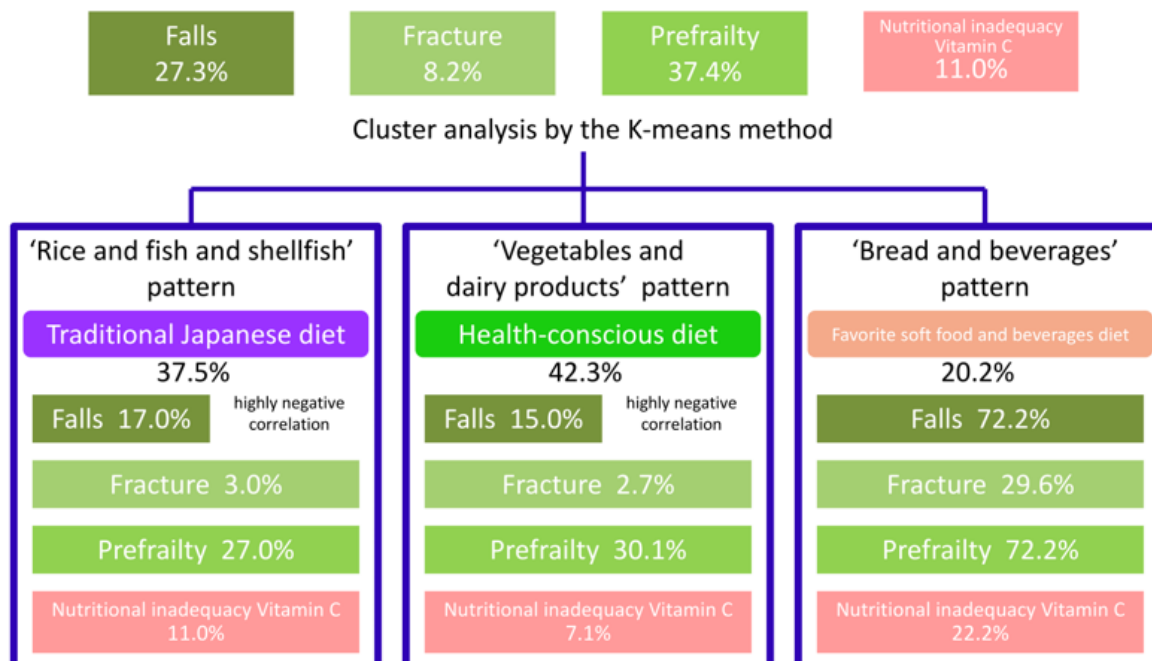 Falls
27.3%
Fracture
8.2%
Prefrailty
37.4%
Nutritional inadequacy
Vitamin C
11.0%
Cluster analysis by the K-means method
‘Rice and fish and shellfish’
pattern
Traditional Japanese diet
37.5%
Falls 17.0%
highly negative
correlation
Fracture 3.0%
Prefrailty 27.0%
Nutritional inadequacy Vitamin C
11.0%
‘Vegetables and
dairy products’ pattern
Health-conscious diet
42.3%
Falls 15.0%
highly negative
correlation
Fracture 2.7%
Prefrailty 30.1%
Nutritional inadequacy Vitamin C
7.1%
‘Bread and beverages’
pattern
Favorite soft food and beverages diet
20.2%
Falls 72.2%
Fracture 29.6%
Prefrailty 72.2%
Nutritional inadequacy Vitamin C
22.2%